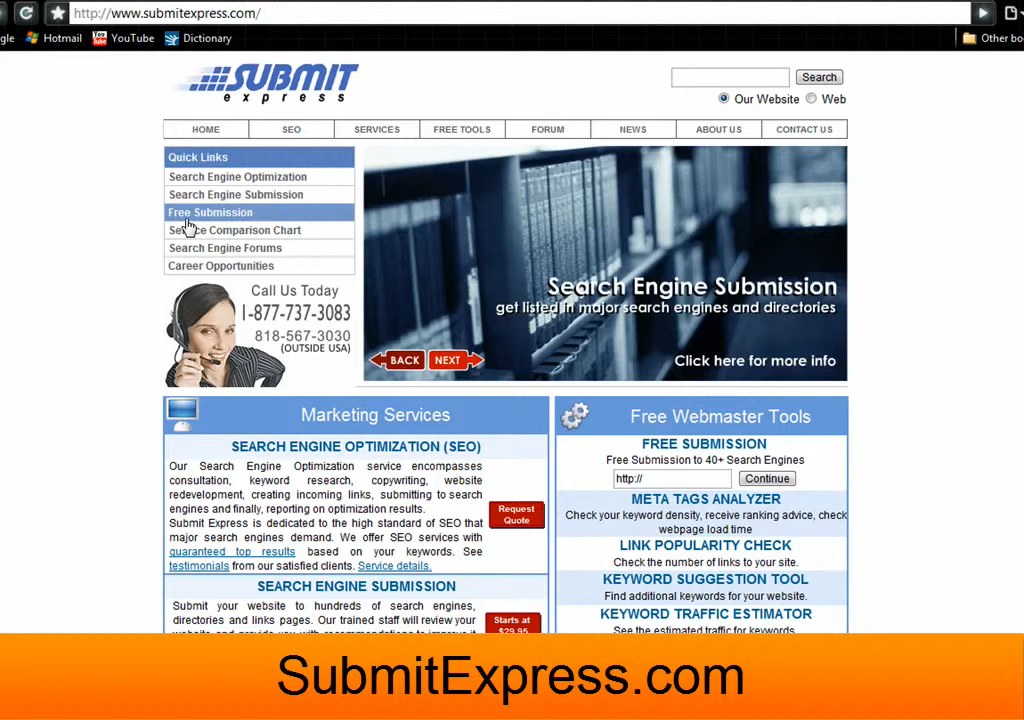 http://www.submitexpress.com/
gle Hotmail YouTube Dictionary Other boo
SUBMIT
express
Search
Our Website Web
HOME SEO SERVICES FREE TOOLS FORUM NEWS ABOUT US CONTACT US
Quick Links
Search Engine Optimization
Search Engine Submission
Free Submission
Service Comparison Chart
Search Engine Forums
Career Opportunities
Call Us Today
1-877-737-3083
818-567-3030
(OUTSIDE USA)
Search Engine Submission
get listed in major search engines and directories
BACK NEXT
Click here for more info
Marketing Services
SEARCH ENGINE OPTIMIZATION (SEO)
Our Search Engine Optimization service encompasses
consultation, keyword research, copywriting, website
redevelopment, creating incoming links, submitting to search
engines and finally, reporting on optimization results.
Submit Express is dedicated to the high standard of SEO that
major search engines demand. We offer SEO services with
guaranteed top results based on your keywords. See
testimonials from our satisfied clients. Service details.
Request
Quote
SEARCH ENGINE SUBMISSION
Submit your website to hundreds of search engines,
directories and links pages. Our trained staff will review your
website and provide you with recommendations to improve it
Starts at
$29.95
Free Webmaster Tools
FREE SUBMISSION
Free Submission to 40+ Search Engines
http:// Continue
META TAGS ANALYZER
Check your keyword density, receive ranking advice, check
webpage load time
LINK POPULARITY CHECK
Check the number of links to your site.
KEYWORD SUGGESTION TOOL
Find additional keywords for your website.
KEYWORD TRAFFIC ESTIMATOR
See the estimated traffic for keywords.
SubmitExpress.com